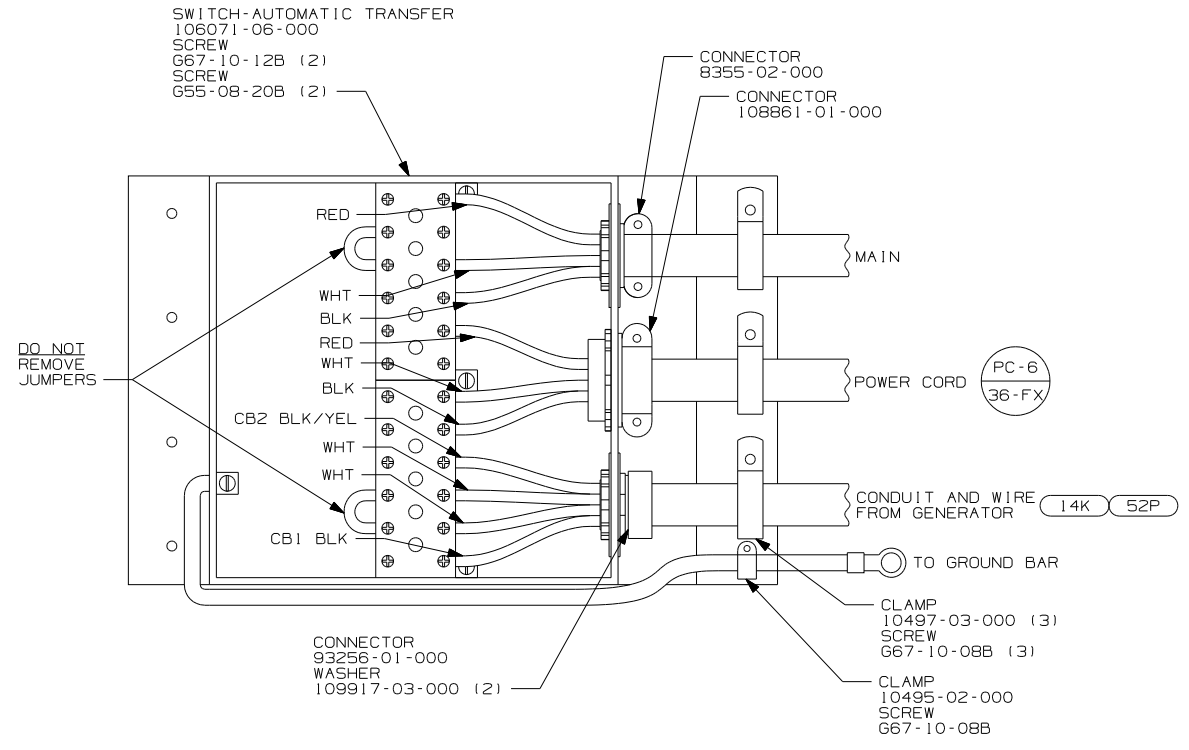 SWITCH-AUTOMATIC TRANSFER
106071-06-000
SCREW
G67-10-12B (2)
SCREW
G55-08-20B (2)
CONNECTOR
8355-02-000
CONNECTOR
108861-01-000
RED
WHT
BLK
RED
WHT
BLK
CB2 BLK/YEL
WHT
WHT
CB1 BLK
DO NOT
REMOVE
JUMPERS
MAIN
POWER CORD
PC-6
36-FX
CONDUIT AND WIRE
FROM GENERATOR
14K
52P
TO GROUND BAR
CLAMP
10497-03-000 (3)
SCREW
G67-10-08B (3)
CONNECTOR
93256-01-000
WASHER
109917-03-000 (2)
CLAMP
10495-02-000
SCREW
G67-10-08B